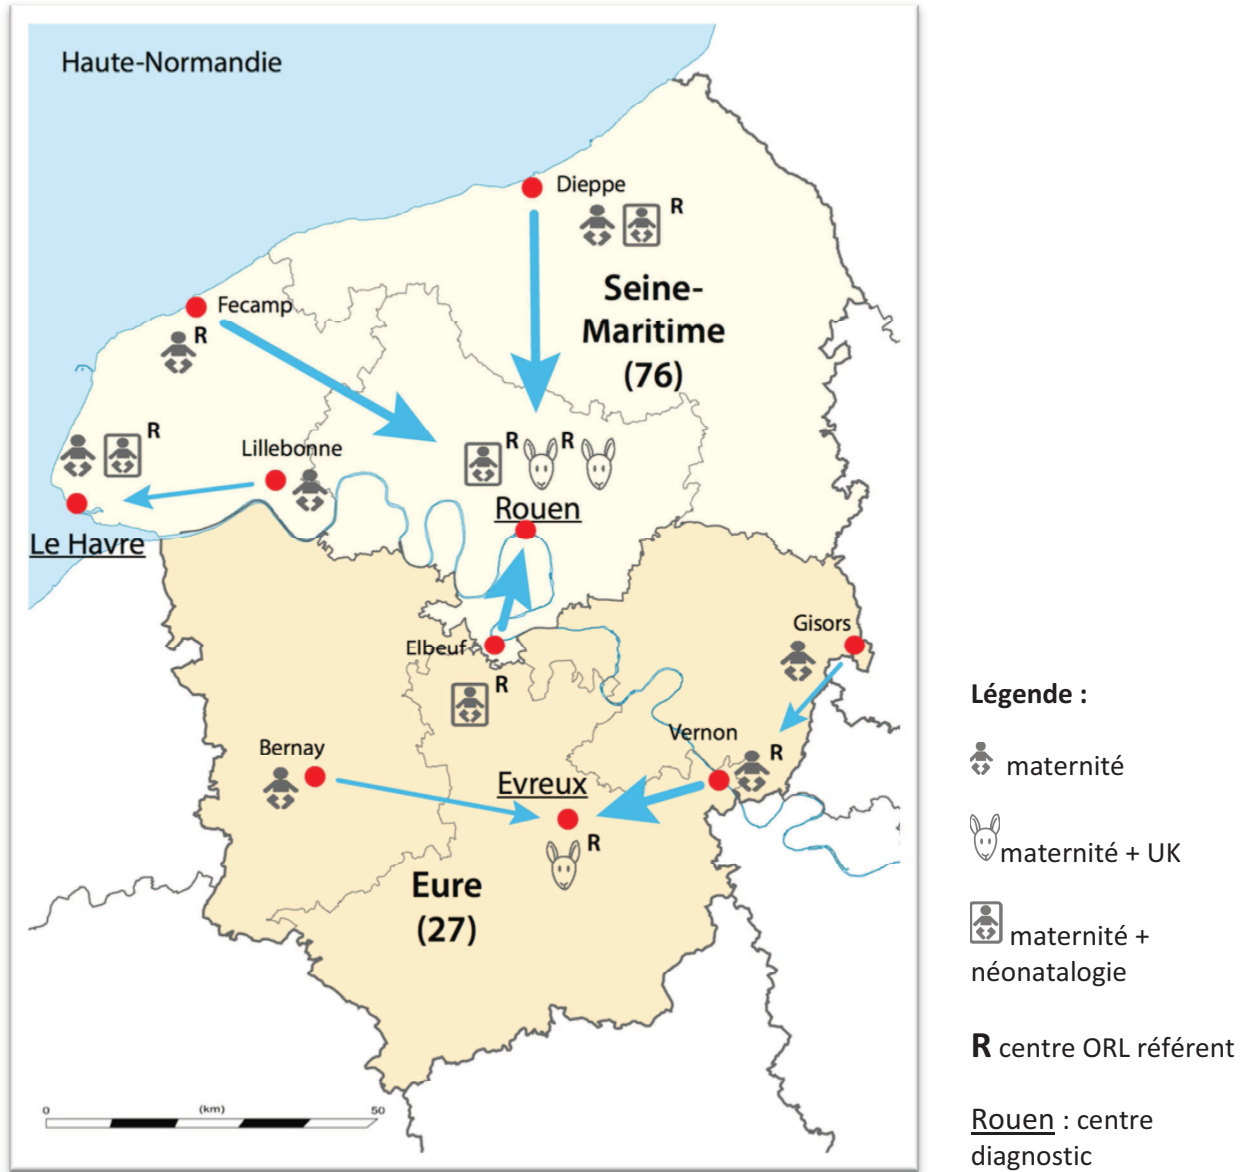 Haute-Normandie
Dieppe
R
Seine-
Maritime
(76)
Fecamp
R
R
Lillebonne
R
R
Rouen
Le Havre
Elbeuf
R
Gisors
Vernon
R
Bernay
Evreux
R
Eure
(27)
0
(km)
50
Légende :
maternité
maternité + UK
maternité +
néonatalogie
R centre ORL référent
Rouen : centre
diagnostic